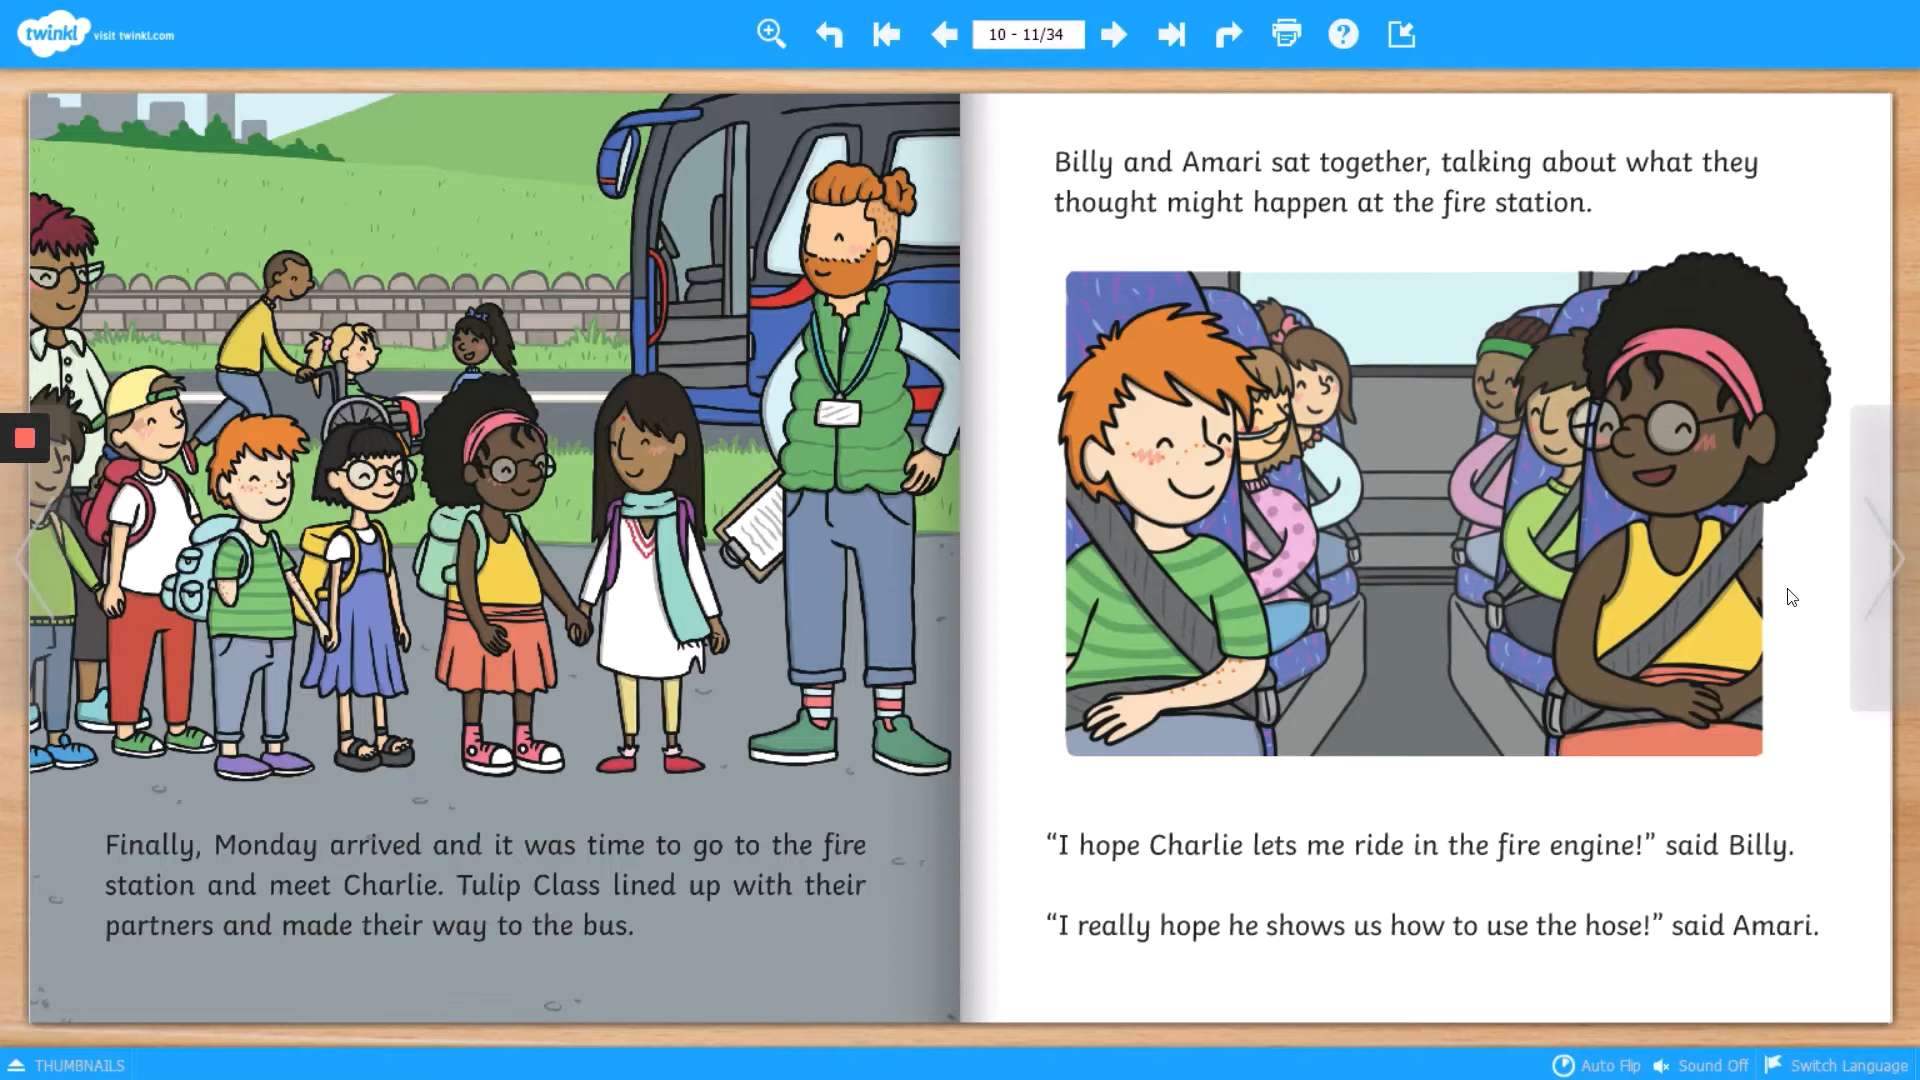 twinkl visit twinkl.com
10 - 11/34
Finally, Monday arrived and it was time to go to the fire
station and meet Charlie. Tulip Class lined up with their
partners and made their way to the bus.
Billy and Amari sat together, talking about what they
thought might happen at the fire station.
“I hope Charlie lets me ride in the fire engine!” said Billy.
“I really hope he shows us how to use the hose!” said Amari.
THUMBNAILS
Auto Flip Sound Off Switch Language